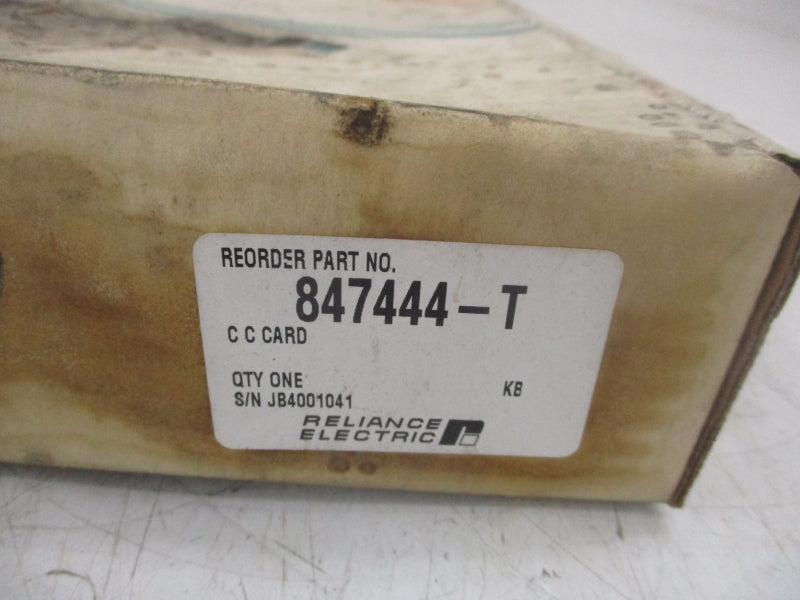 REORDER PART NO.
847444-T
C C CARD
QTY ONE KB
S/N JB4001041
RELIANCE
ELECTRIC